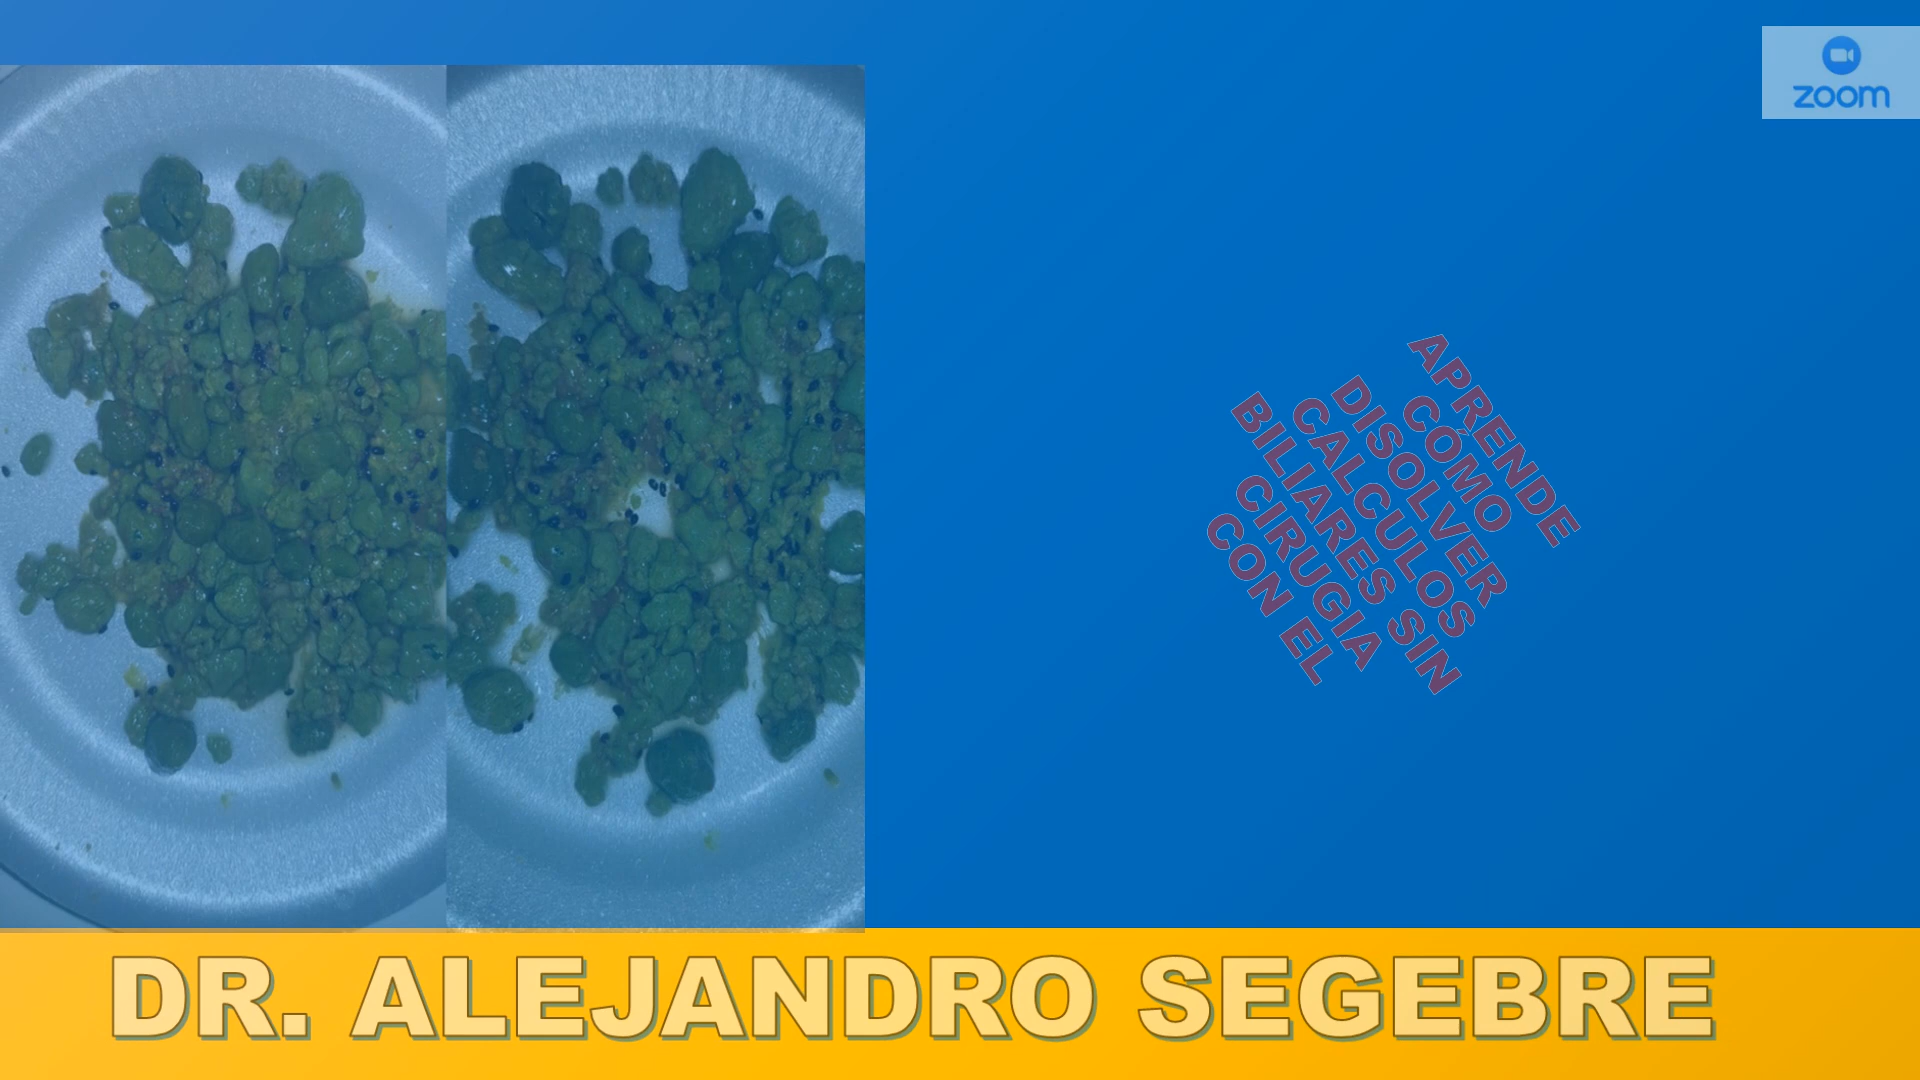 zoom
APRENDE
CÓMO
DISOLVER
CALCULOS
BILIARES SIN
CIRUGIA
CON EL
DR. ALEJANDRO SEGEBRE